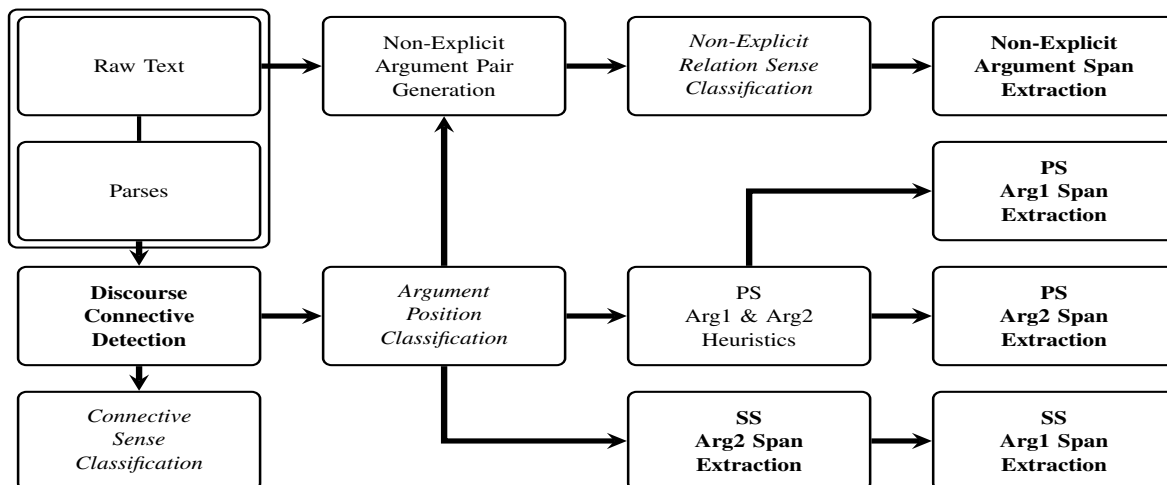 Raw Text
Non-Explicit
Argument Pair
Generation
Non-Explicit
Relation Sense
Classification
Non-Explicit
Argument Span
Extraction
Parses
PS
Arg1 Span
Extraction
Discourse
Connective
Detection
Argument
Position
Classification
PS
Arg1 & Arg2
Heuristics
PS
Arg2 Span
Extraction
Connective
Sense
Classification
SS
Arg2 Span
Extraction
SS
Arg1 Span
Extraction